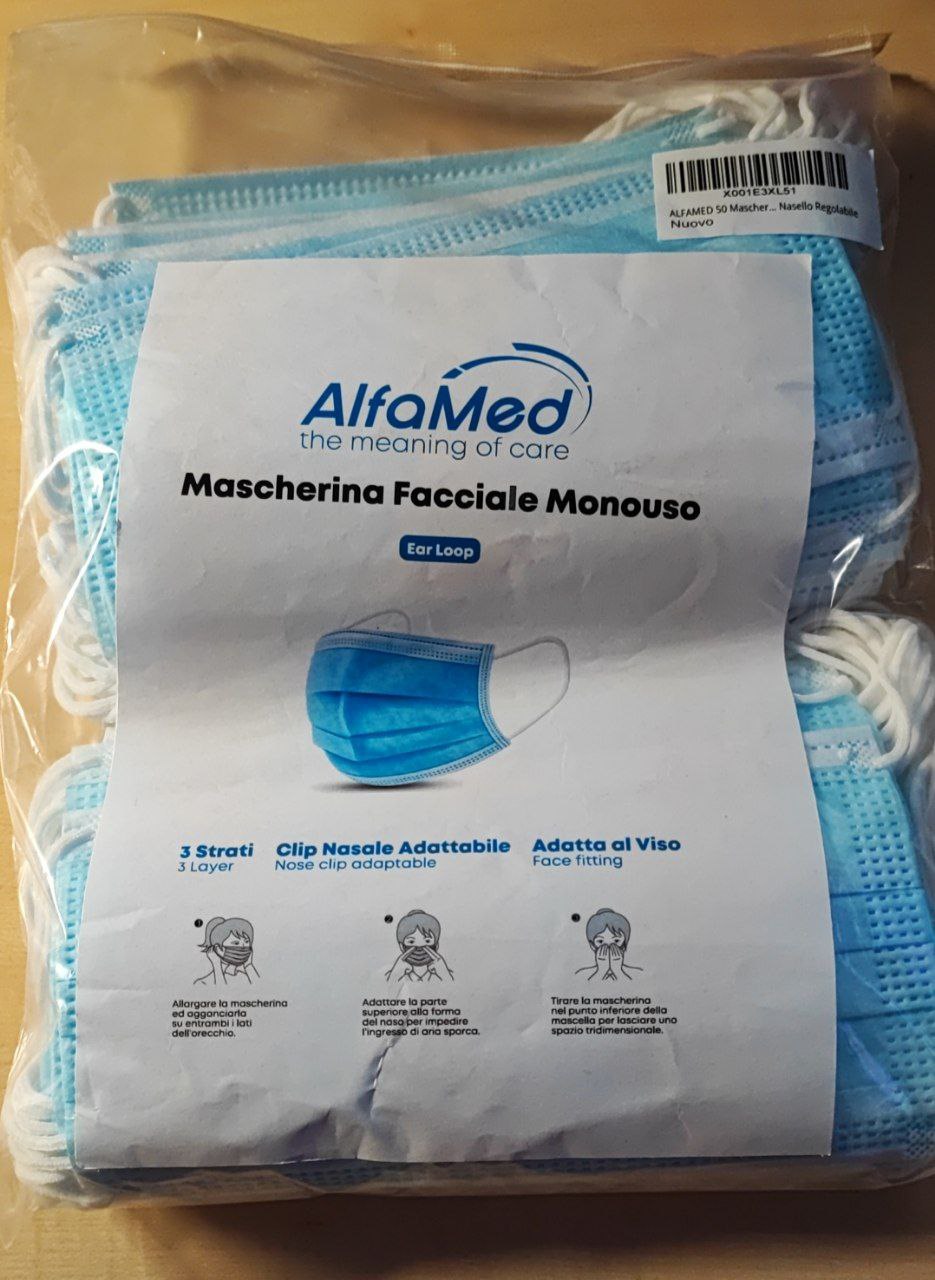 X001E3XL51
ALFAMED 50 Mascher... Nasello Regolabile
Nuovo
AlfaMed
the meaning of care
Mascherina Facciale Monouso
Ear Loop
3 Strati
3 Layer
Clip Nasale Adattabile
Nose clip adaptable
Adatta al Viso
Face fitting
1
Allargare la mascherina
ed agganciarla
su entrambi i lati
dell'orecchio.
2
Adattare la parte
superiore alla forma
del naso per impedire
l'ingresso di aria sporca.
3
Tirare la mascherina
nel punto inferiore della
mascella per lasciare uno
spazio tridimensionale.